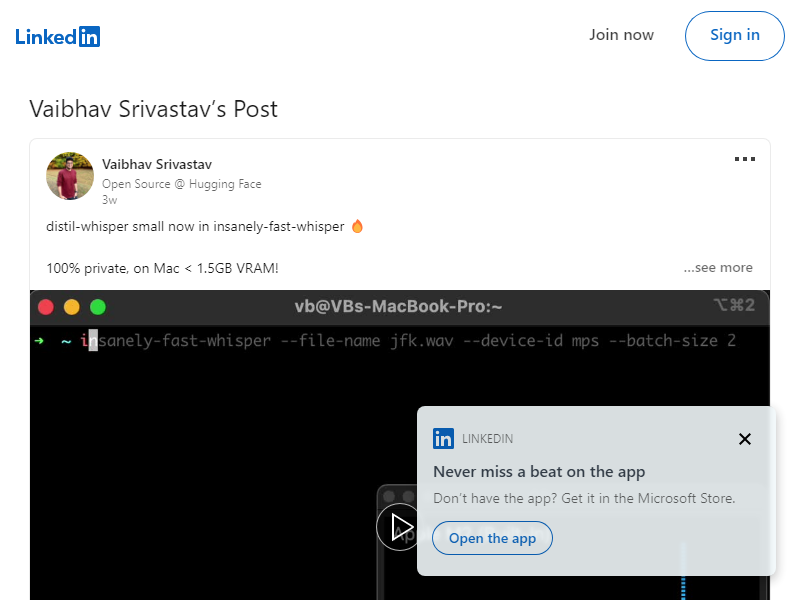 LinkedIn
Join now
Sign in
Vaibhav Srivastav’s Post
Vaibhav Srivastav
Open Source @ Hugging Face
3w
distil-whisper small now in insanely-fast-whisper 🔥
100% private, on Mac < 1.5GB VRAM!
...see more
vb@VBs-MacBook-Pro:~
⌥⌘2
➜ ~ insanely-fast-whisper --file-name jfk.wav --device-id mps --batch-size 2
in LINKEDIN
Never miss a beat on the app
Don’t have the app? Get it in the Microsoft Store.
Open the app